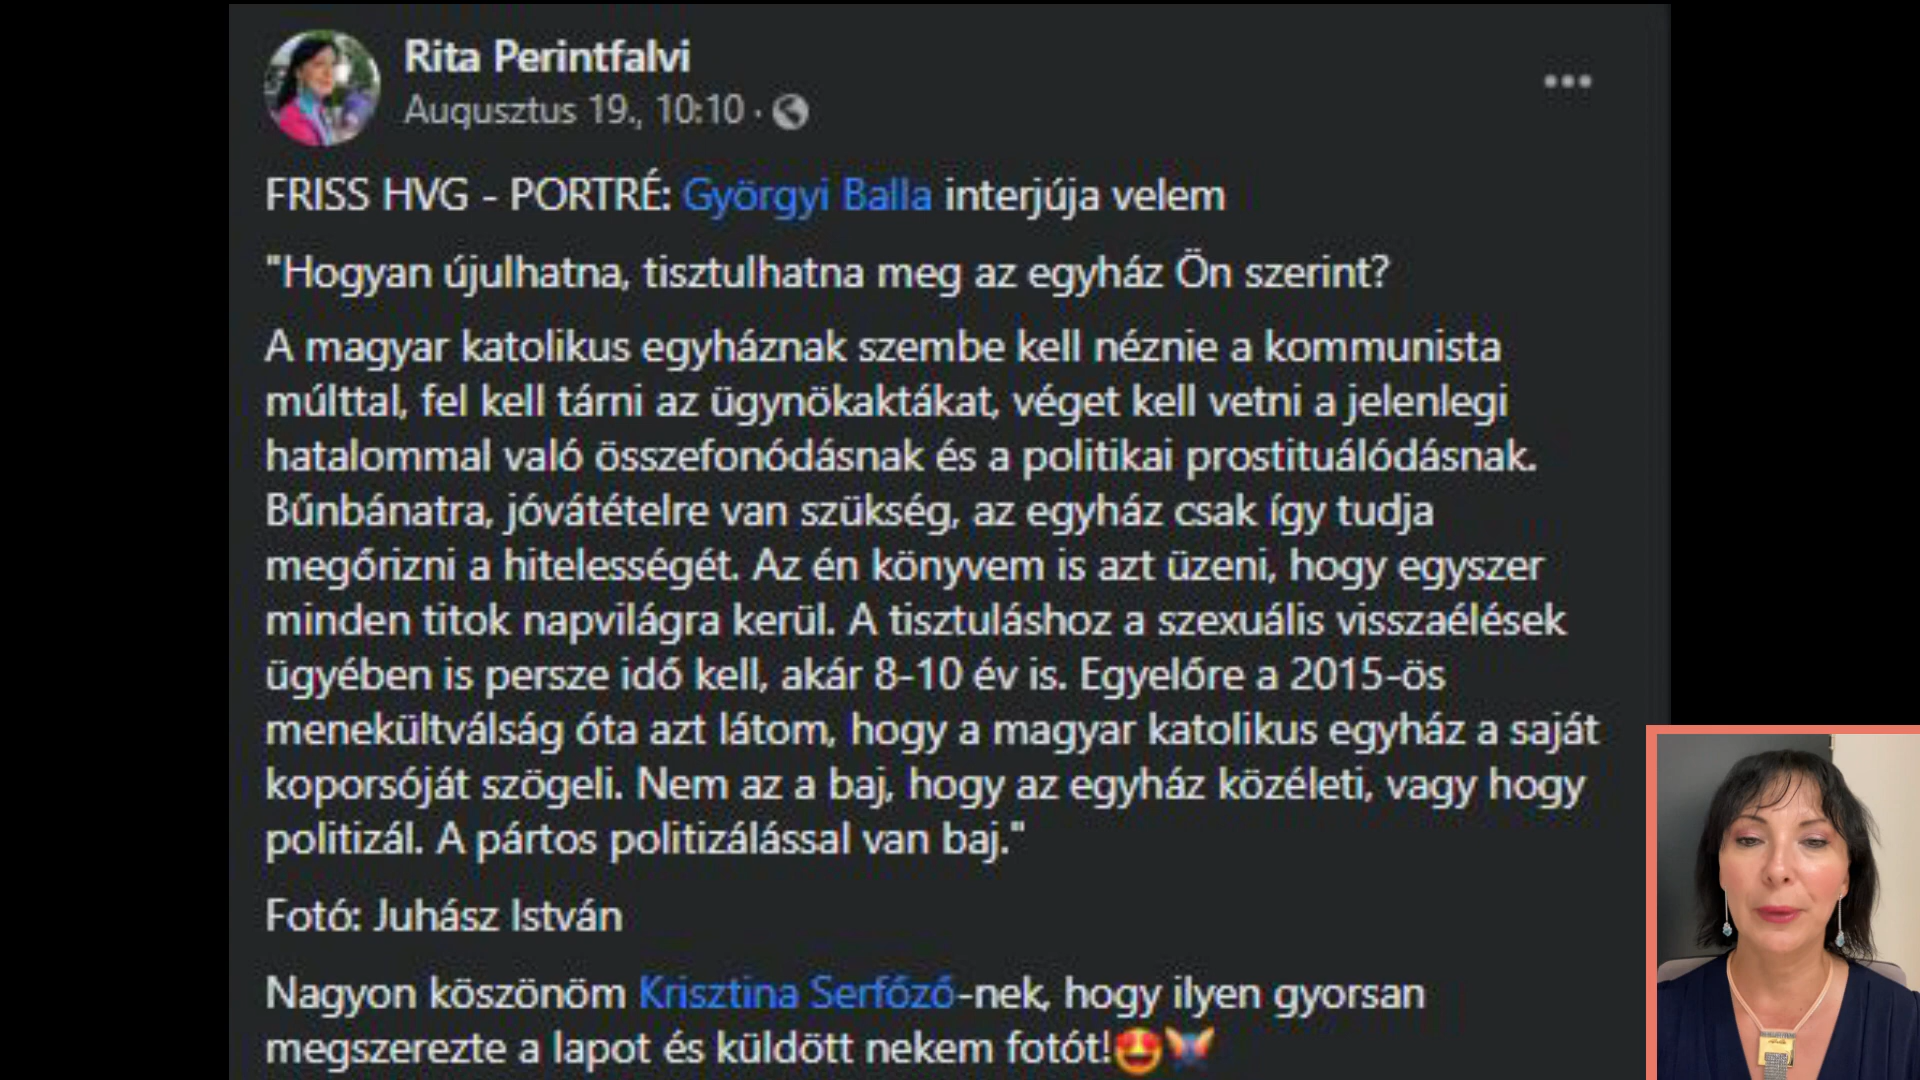 Rita Perintfalvi
Augusztus 19., 10:10 ·
FRISS HVG - PORTRÉ: Györgyi Balla interjúja velem
"Hogyan újulhatna, tisztulhatna meg az egyház Ön szerint?
A magyar katolikus egyháznak szembe kell néznie a kommunista
múlttal, fel kell tárni az ügynökaktákat, véget kell vetni a jelenlegi
hatalommal való összefonódásnak és a politikai prostituálódásnak.
Bűnbánatra, jóvátételre van szükség, az egyház csak így tudja
megőrizni a hitelességét. Az én könyvem is azt üzeni, hogy egyszer
minden titok napvilágra kerül. A tisztuláshoz a szexuális visszaélések
ügyében is persze idő kell, akár 8-10 év is. Egyelőre a 2015-ös
menekültválság óta azt látom, hogy a magyar katolikus egyház a saját
koporsóját szögeli. Nem az a baj, hogy az egyház közéleti, vagy hogy
politizál. A pártos politizálással van baj."
Fotó: Juhász István
Nagyon köszönöm Krisztina Serfőző-nek, hogy ilyen gyorsan
megszerezte a lapot és küldött nekem fotót!🤩🦋